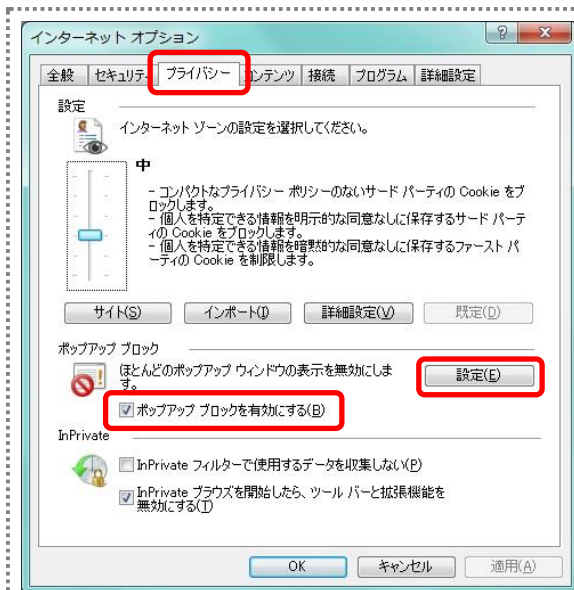 インターネット オプション
全般 セキュリティ プライバシー コンテンツ 接続 プログラム 詳細設定
設定
インターネット ゾーンの設定を選択してください。
中
- コンパクトなプライバシー ポリシーのないサード パーティの Cookie をブ
ロックします。
- 個人を特定できる情報を明示的な同意なしに保存するサード パーテ
ィの Cookie をブロックします。
- 個人を特定できる情報を暗黙的な同意なしに保存するファースト パ
ーティの Cookie を制限します。
サイト(S) インポート(I) 詳細設定(V) 既定(D)
ポップアップ ブロック
ほとんどのポップアップ ウィンドウの表示を無効にしま
す。
設定(E)
ポップアップ ブロックを有効にする(B)
InPrivate
InPrivate フィルターで使用するデータを収集しない(P)
InPrivate ブラウズを開始したら、ツール バーと拡張機能を
無効にする(T)
OK キャンセル 適用(A)